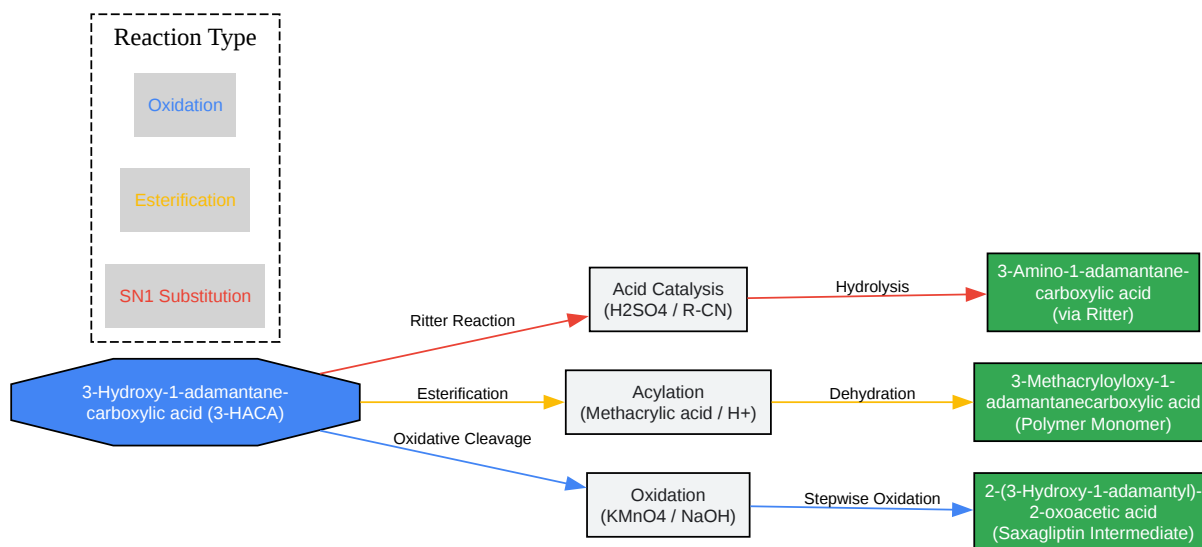 Reaction Type
Oxidation
Esterification
SN1 Substitution
3-Hydroxy-1-adamantane-
carboxylic acid (3-HACA)
Ritter Reaction
Acid Catalysis
(H2SO4 / R-CN)
Hydrolysis
3-Amino-1-adamantane-
carboxylic acid
(via Ritter)
Esterification
Acylation
(Methacrylic acid / H+)
Dehydration
3-Methacryloyloxy-1-
adamantanecarboxylic acid
(Polymer Monomer)
Oxidative Cleavage
Oxidation
(KMnO4 / NaOH)
Stepwise Oxidation
2-(3-Hydroxy-1-adamantyl)-
2-oxoacetic acid
(Saxagliptin Intermediate)